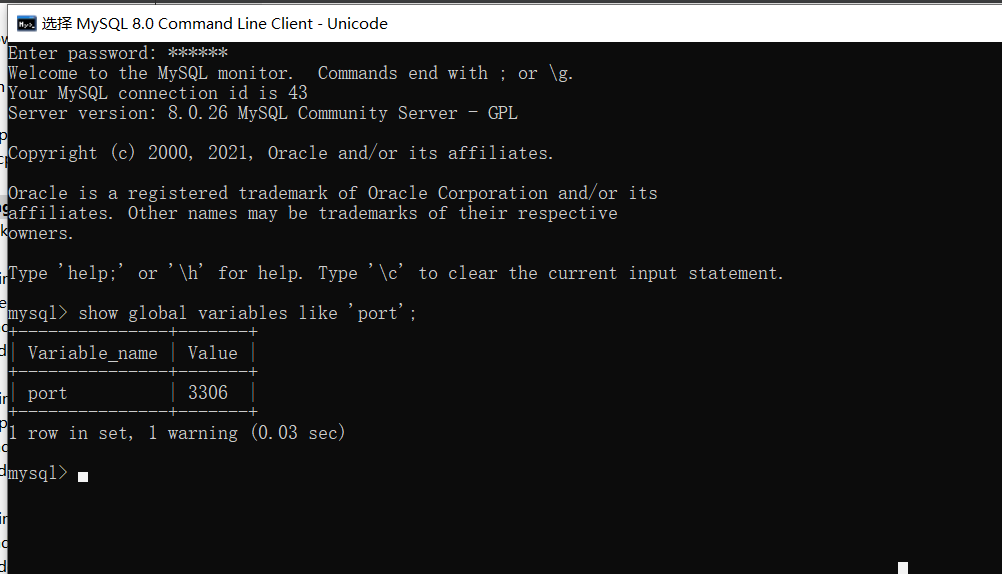 选择 MySQL 8.0 Command Line Client - Unicode
Enter password: ******
Welcome to the MySQL monitor.  Commands end with ; or \g.
Your MySQL connection id is 43
Server version: 8.0.26 MySQL Community Server - GPL
Copyright (c) 2000, 2021, Oracle and/or its affiliates.
Oracle is a registered trademark of Oracle Corporation and/or its
affiliates. Other names may be trademarks of their respective
owners.
Type 'help;' or '\h' for help. Type '\c' to clear the current input statement.
mysql> show global variables like 'port';
+---------------+-------+
| Variable_name | Value |
+---------------+-------+
| port          | 3306  |
+---------------+-------+
1 row in set, 1 warning (0.03 sec)
mysql>